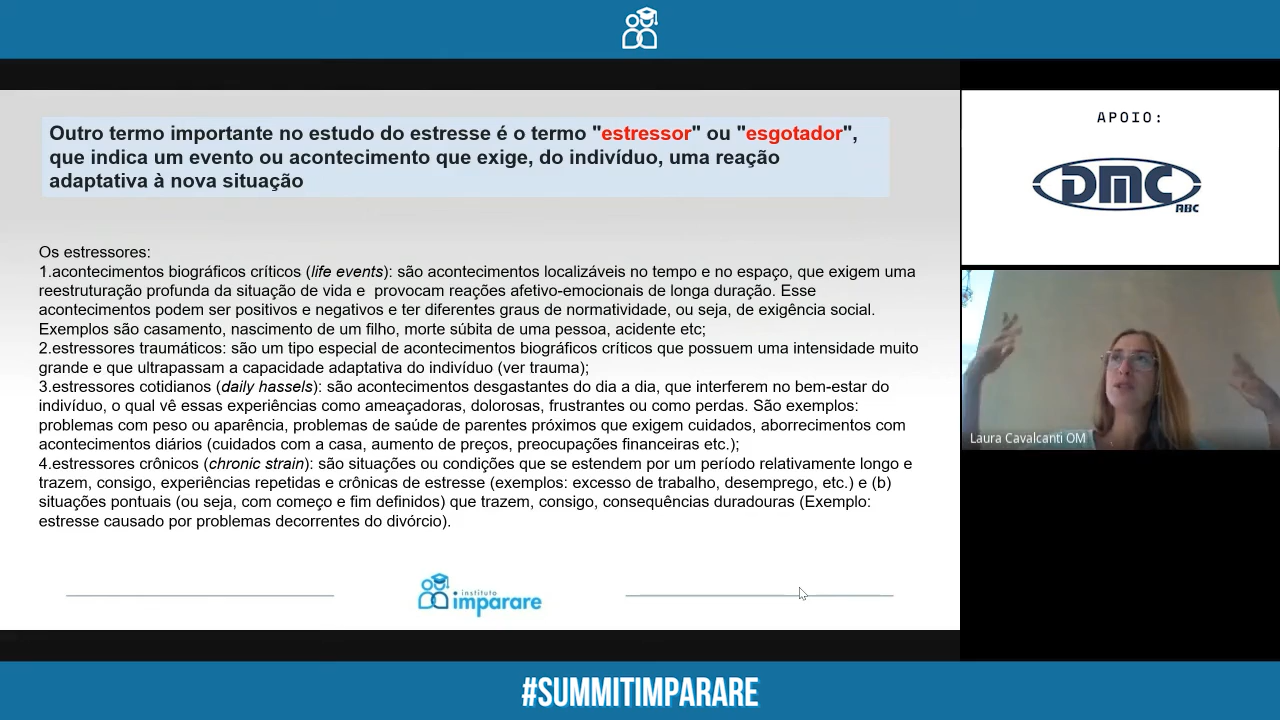 Outro termo importante no estudo do estresse é o termo "estressor" ou "esgotador",
que indica um evento ou acontecimento que exige, do indivíduo, uma reação
adaptativa à nova situação
Os estressores:
1.acontecimentos biográficos críticos (life events): são acontecimentos localizáveis no tempo e no espaço, que exigem uma
reestruturação profunda da situação de vida e  provocam reações afetivo-emocionais de longa duração. Esse
acontecimentos podem ser positivos e negativos e ter diferentes graus de normatividade, ou seja, de exigência social.
Exemplos são casamento, nascimento de um filho, morte súbita de uma pessoa, acidente etc;
2.estressores traumáticos: são um tipo especial de acontecimentos biográficos críticos que possuem uma intensidade muito
grande e que ultrapassam a capacidade adaptativa do indivíduo (ver trauma);
3.estressores cotidianos (daily hassels): são acontecimentos desgastantes do dia a dia, que interferem no bem-estar do
indivíduo, o qual vê essas experiências como ameaçadoras, dolorosas, frustrantes ou como perdas. São exemplos:
problemas com peso ou aparência, problemas de saúde de parentes próximos que exigem cuidados, aborrecimentos com
acontecimentos diários (cuidados com a casa, aumento de preços, preocupações financeiras etc.);
4.estressores crônicos (chronic strain): são situações ou condições que se estendem por um período relativamente longo e
trazem, consigo, experiências repetidas e crônicas de estresse (exemplos: excesso de trabalho, desemprego, etc.) e (b)
situações pontuais (ou seja, com começo e fim definidos) que trazem, consigo, consequências duradouras (Exemplo:
estresse causado por problemas decorrentes do divórcio).
instituto
imparare
APOIO:
DMC
ABC
Laura Cavalcanti OM
#SUMMITIMPARARE